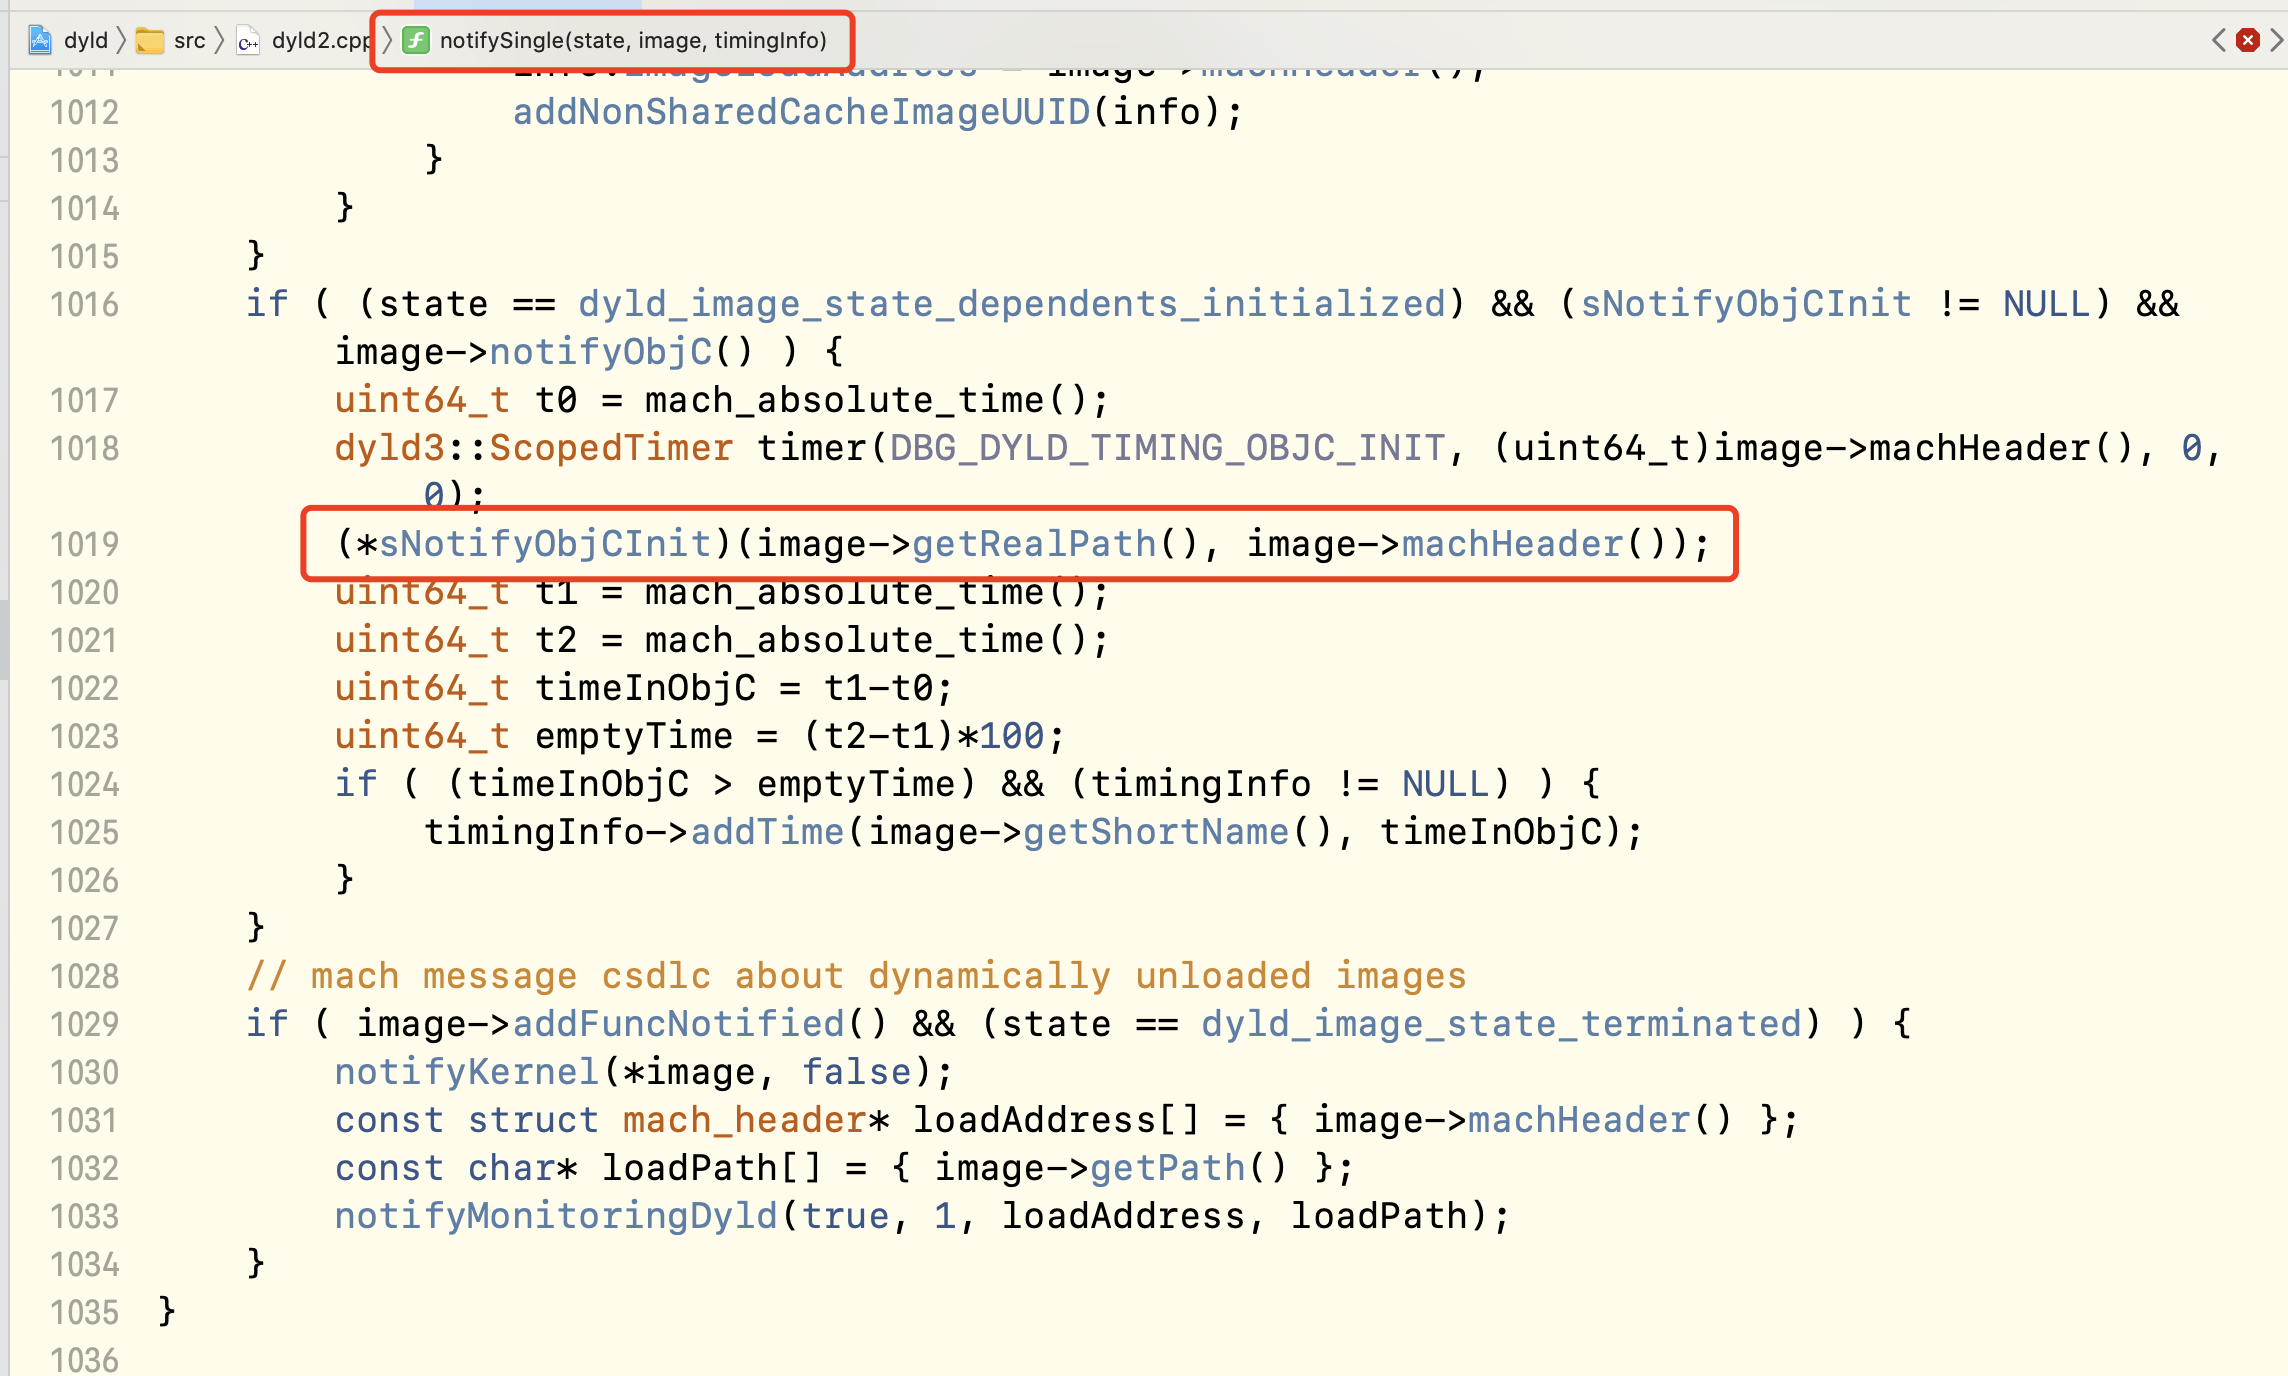 dyld src dyld2.cpp notifySingle(state, image, timingInfo)
1012 addNonSharedCacheImageUUID(info);
1013 }
1014 }
1015 }
1016 if ( (state == dyld_image_state_dependents_initialized) && (sNotifyObjCInit != NULL) &&
image->notifyObjC() ) {
1017 uint64_t t0 = mach_absolute_time();
1018 dyld3::ScopedTimer timer(DBG_DYLD_TIMING_OBJC_INIT, (uint64_t)image->machHeader(), 0,
0);
1019 (*sNotifyObjCInit)(image->getRealPath(), image->machHeader());
1020 uint64_t t1 = mach_absolute_time();
1021 uint64_t t2 = mach_absolute_time();
1022 uint64_t timeInObjC = t1-t0;
1023 uint64_t emptyTime = (t2-t1)*100;
1024 if ( (timeInObjC > emptyTime) && (timingInfo != NULL) ) {
1025 timingInfo->addTime(image->getShortName(), timeInObjC);
1026 }
1027 }
1028 // mach message csdlc about dynamically unloaded images
1029 if ( image->addFuncNotified() && (state == dyld_image_state_terminated) ) {
1030 notifyKernel(*image, false);
1031 const struct mach_header* loadAddress[] = { image->machHeader() };
1032 const char* loadPath[] = { image->getPath() };
1033 notifyMonitoringDyld(true, 1, loadAddress, loadPath);
1034 }
1035 }
1036